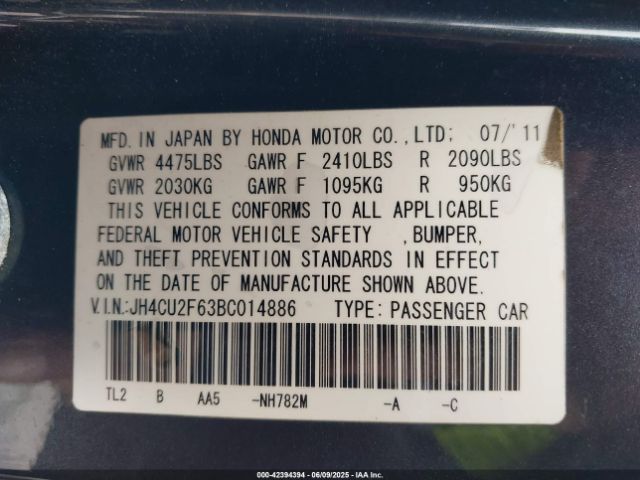 MFD. IN JAPAN BY HONDA MOTOR CO.,LTD; 07/'11
GVWR 4475LBS GAWR F 2410LBS R 2090LBS
GVWR 2030KG GAWR F 1095KG R 950KG
THIS VEHICLE CONFORMS TO ALL APPLICABLE
FEDERAL MOTOR VEHICLE SAFETY ,BUMPER,
AND THEFT PREVENTION STANDARDS IN EFFECT
ON THE DATE OF MANUFACTURE SHOWN ABOVE.
V.I.N.:JH4CU2F63BC014886 TYPE: PASSENGER CAR
TL2 B AA5 -NH782M -A -C
000-42394394 | 06/09/2025 | IAA Inc.